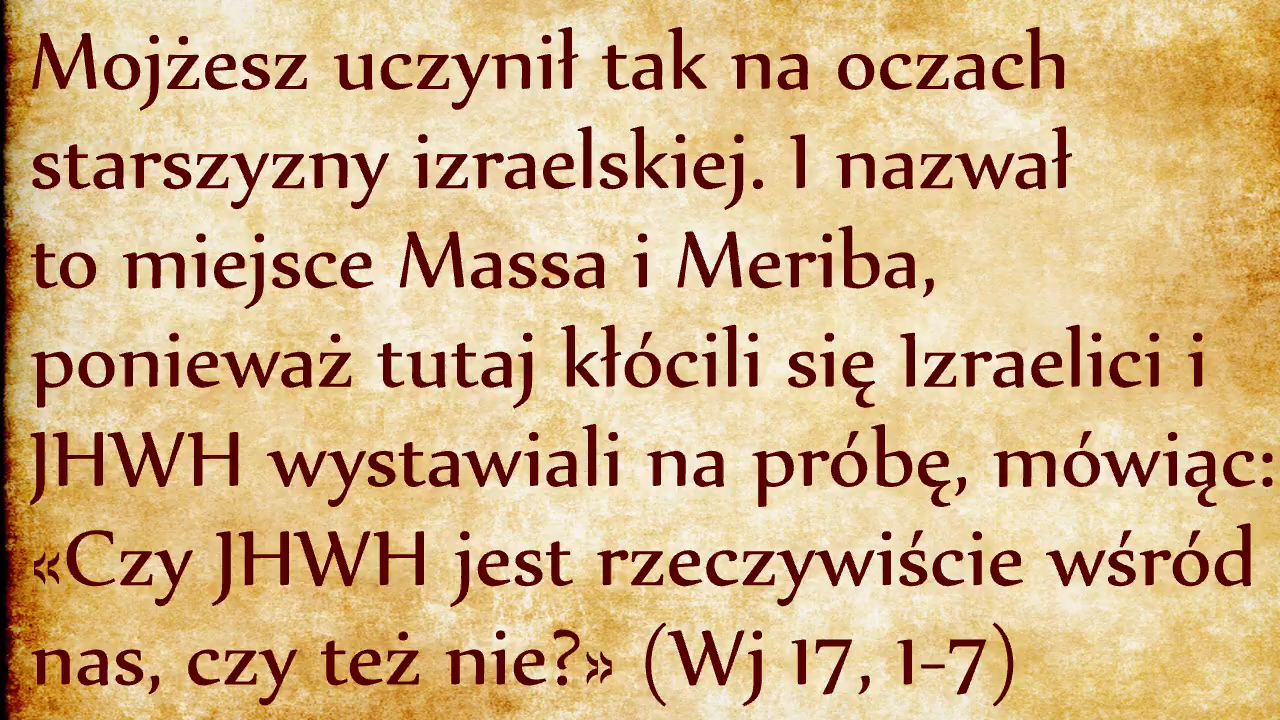 Mojżesz uczynił tak na oczach
starszyzny izraelskiej. I nazwał
to miejsce Massa i Meriba,
ponieważ tutaj kłócili się Izraelici i
JHWH wystawiali na próbę, mówiąc:
«Czy JHWH jest rzeczywiście wśród
nas, czy też nie?» (Wj 17, 1-7)